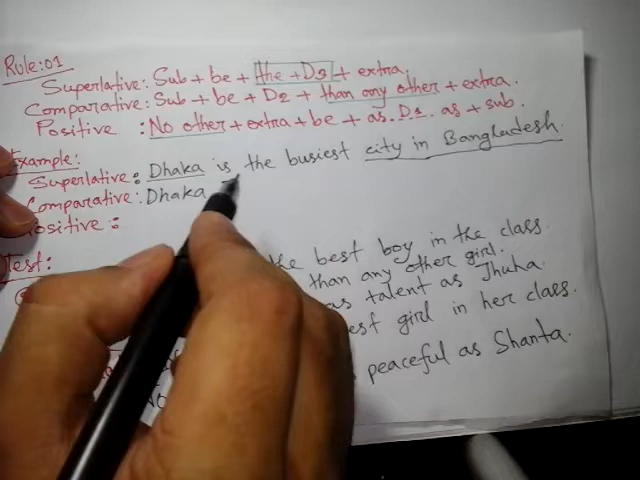 Rule:01
Superlative: Sub + be + the + D3 + extra.
Comparative: Sub + be + D2 + than any other + extra.
Positive : No other + extra + be + as. D1. as + sub.
Example:
Superlative: Dhaka is the busiest city in Bangladesh.
Comparative: Dhaka
Positive :
Test:
the best boy in the class.
than any other girl.
as talent as Jhuha.
est girl in her class.
peaceful as Shanta.
No